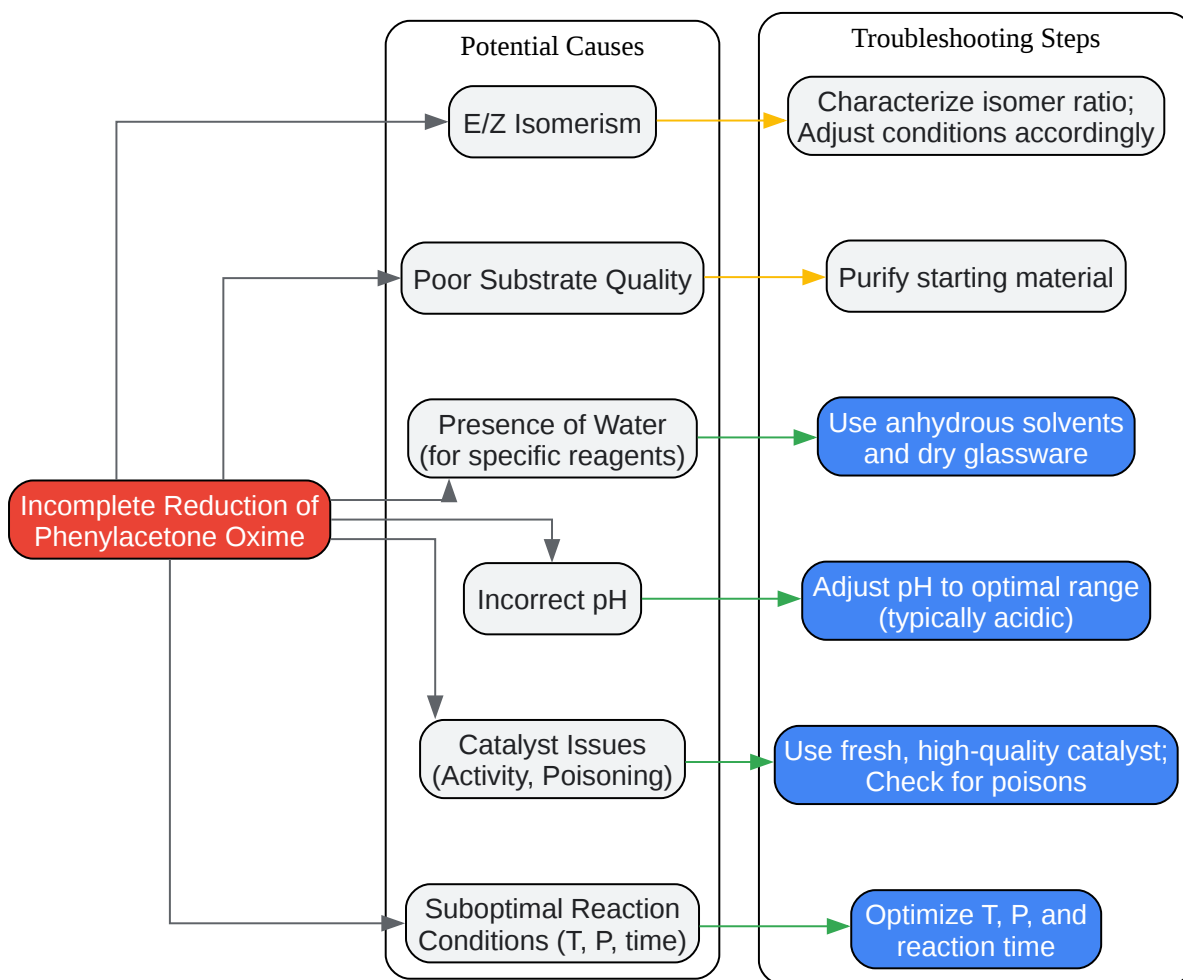 Potential Causes
Troubleshooting Steps
E/Z Isomerism
Characterize isomer ratio;
Adjust conditions accordingly
Poor Substrate Quality
Purify starting material
Presence of Water
(for specific reagents)
Use anhydrous solvents
and dry glassware
Incomplete Reduction of
Phenylacetone Oxime
Incorrect pH
Adjust pH to optimal range
(typically acidic)
Catalyst Issues
(Activity, Poisoning)
Use fresh, high-quality catalyst;
Check for poisons
Suboptimal Reaction
Conditions (T, P, time)
Optimize T, P, and
reaction time